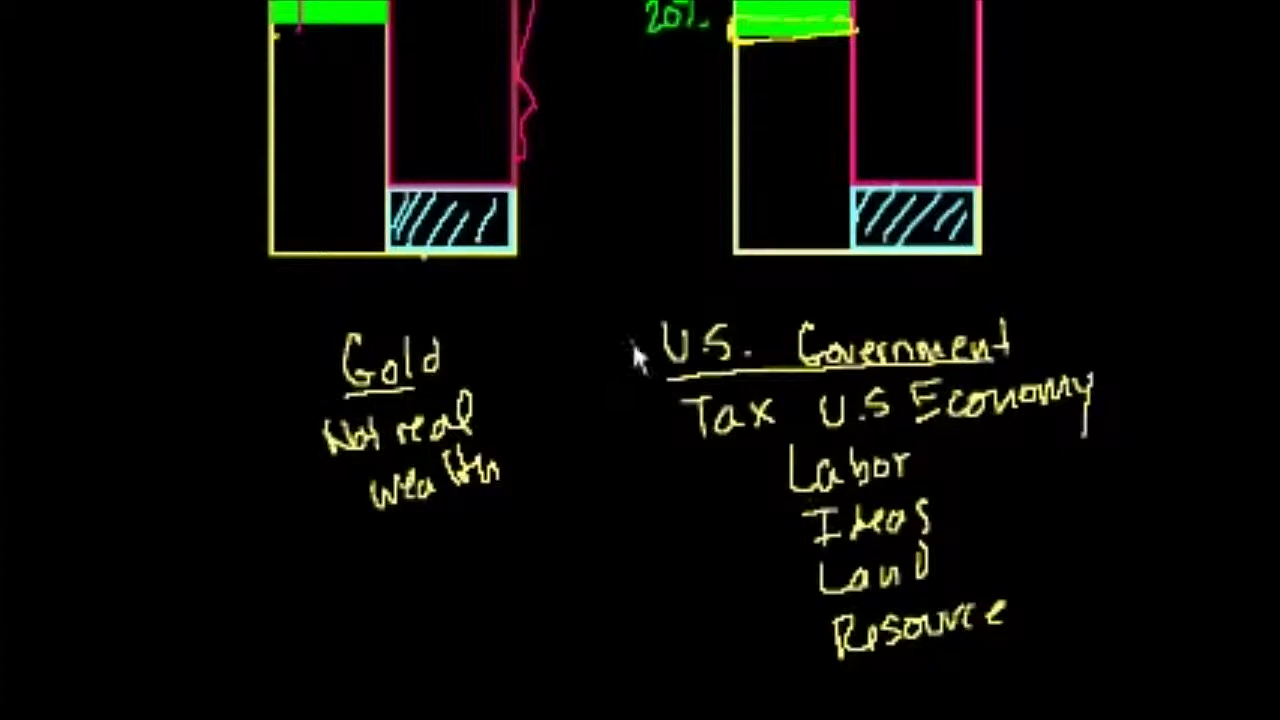 20%
Gold
Not real
wealth
U.S. Government
Tax U.S Economy
Labor
Ideas
Land
Resource